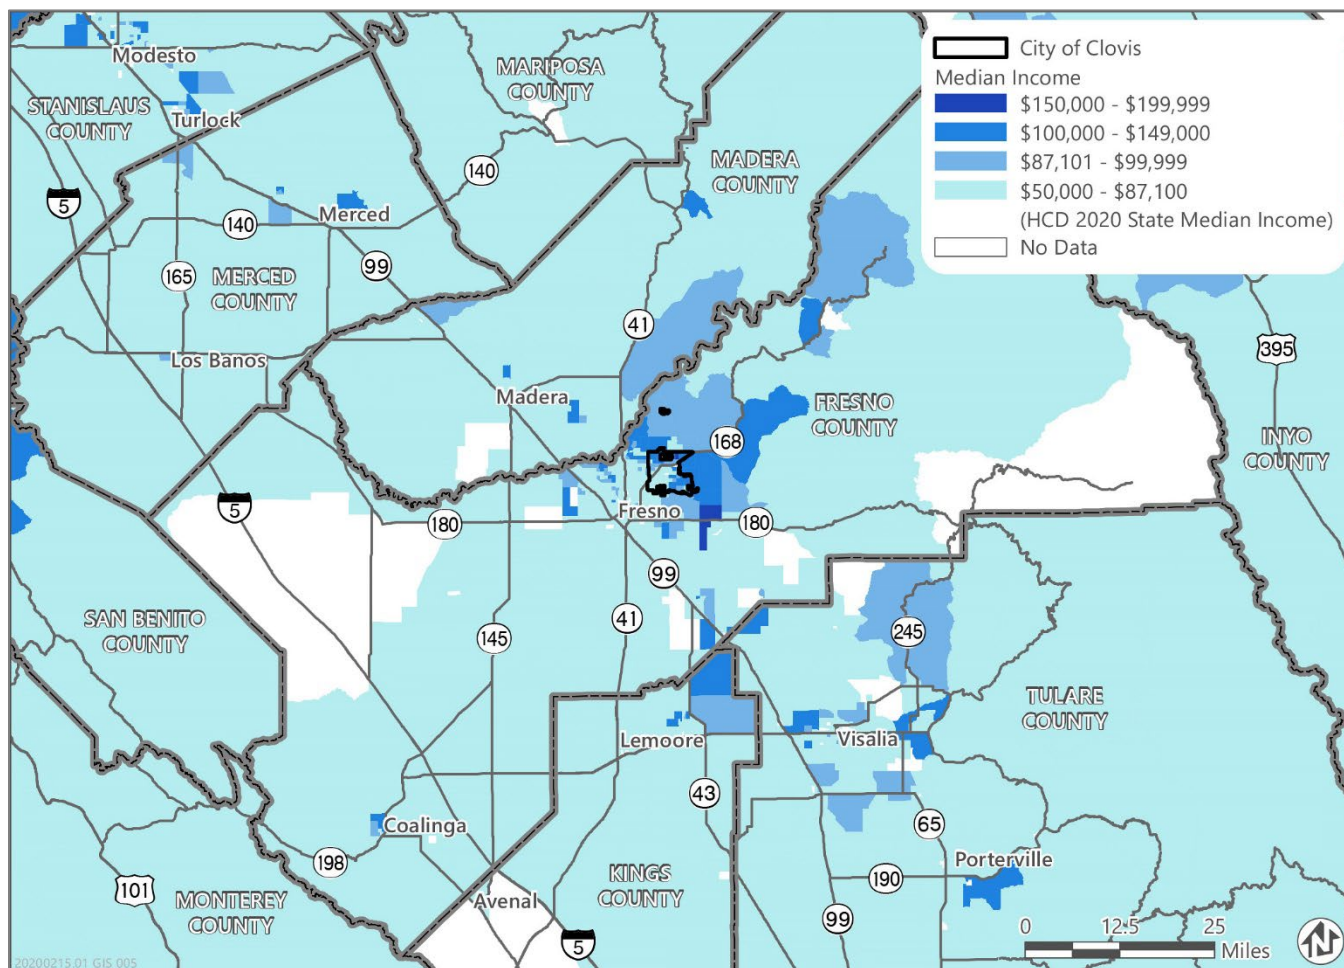 City of Clovis
Median Income
$150,000 - $199,999
$100,000 - $149,000
$87,101 - $99,999
$50,000 - $87,100
(HCD 2020 State Median Income)
No Data
Modesto
MARIPOSA
COUNTY
STANISLAUS
COUNTY
Turlock
MADERA
COUNTY
140
5
Merced
140
99
165
MERCED
COUNTY
41
395
Los Banos
Madera
FRESNO
COUNTY
168
INYO
COUNTY
5
Fresno
180
180
99
SAN BENITO
COUNTY
145
41
245
TULARE
COUNTY
Lemoore
Visalia
43
Coalinga
65
198
Porterville
101
MONTEREY
COUNTY
Avenal
KINGS
COUNTY
190
99
5
0 12.5 25
Miles
N
20200215.01 GIS 005